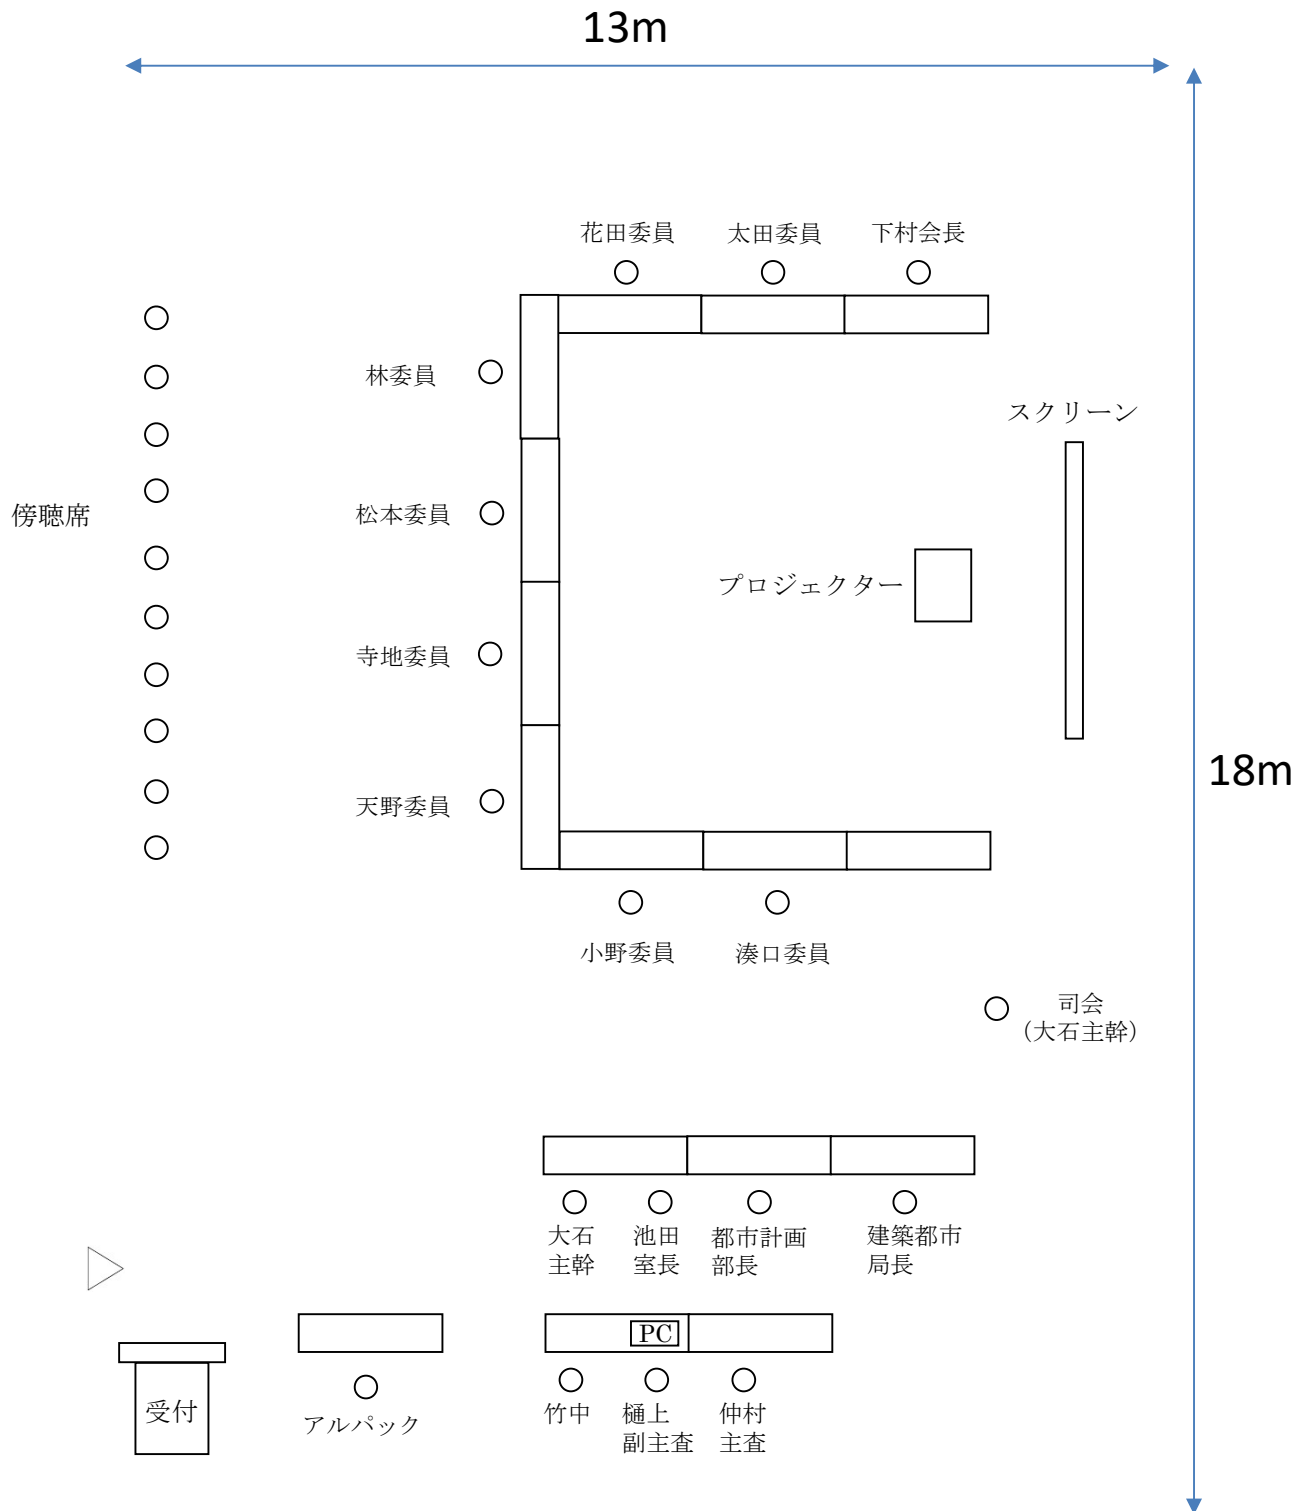 13m
花田委員
太田委員
下村会長
林委員
スクリーン
傍聴席
松本委員
プロジェクター
寺地委員
18m
天野委員
小野委員
湊口委員
司会
（大石主幹）
大石
主幹
池田
室長
都市計画
部長
建築都市
局長
PC
受付
アルパック
竹中
樋上
副主査
仲村
主査